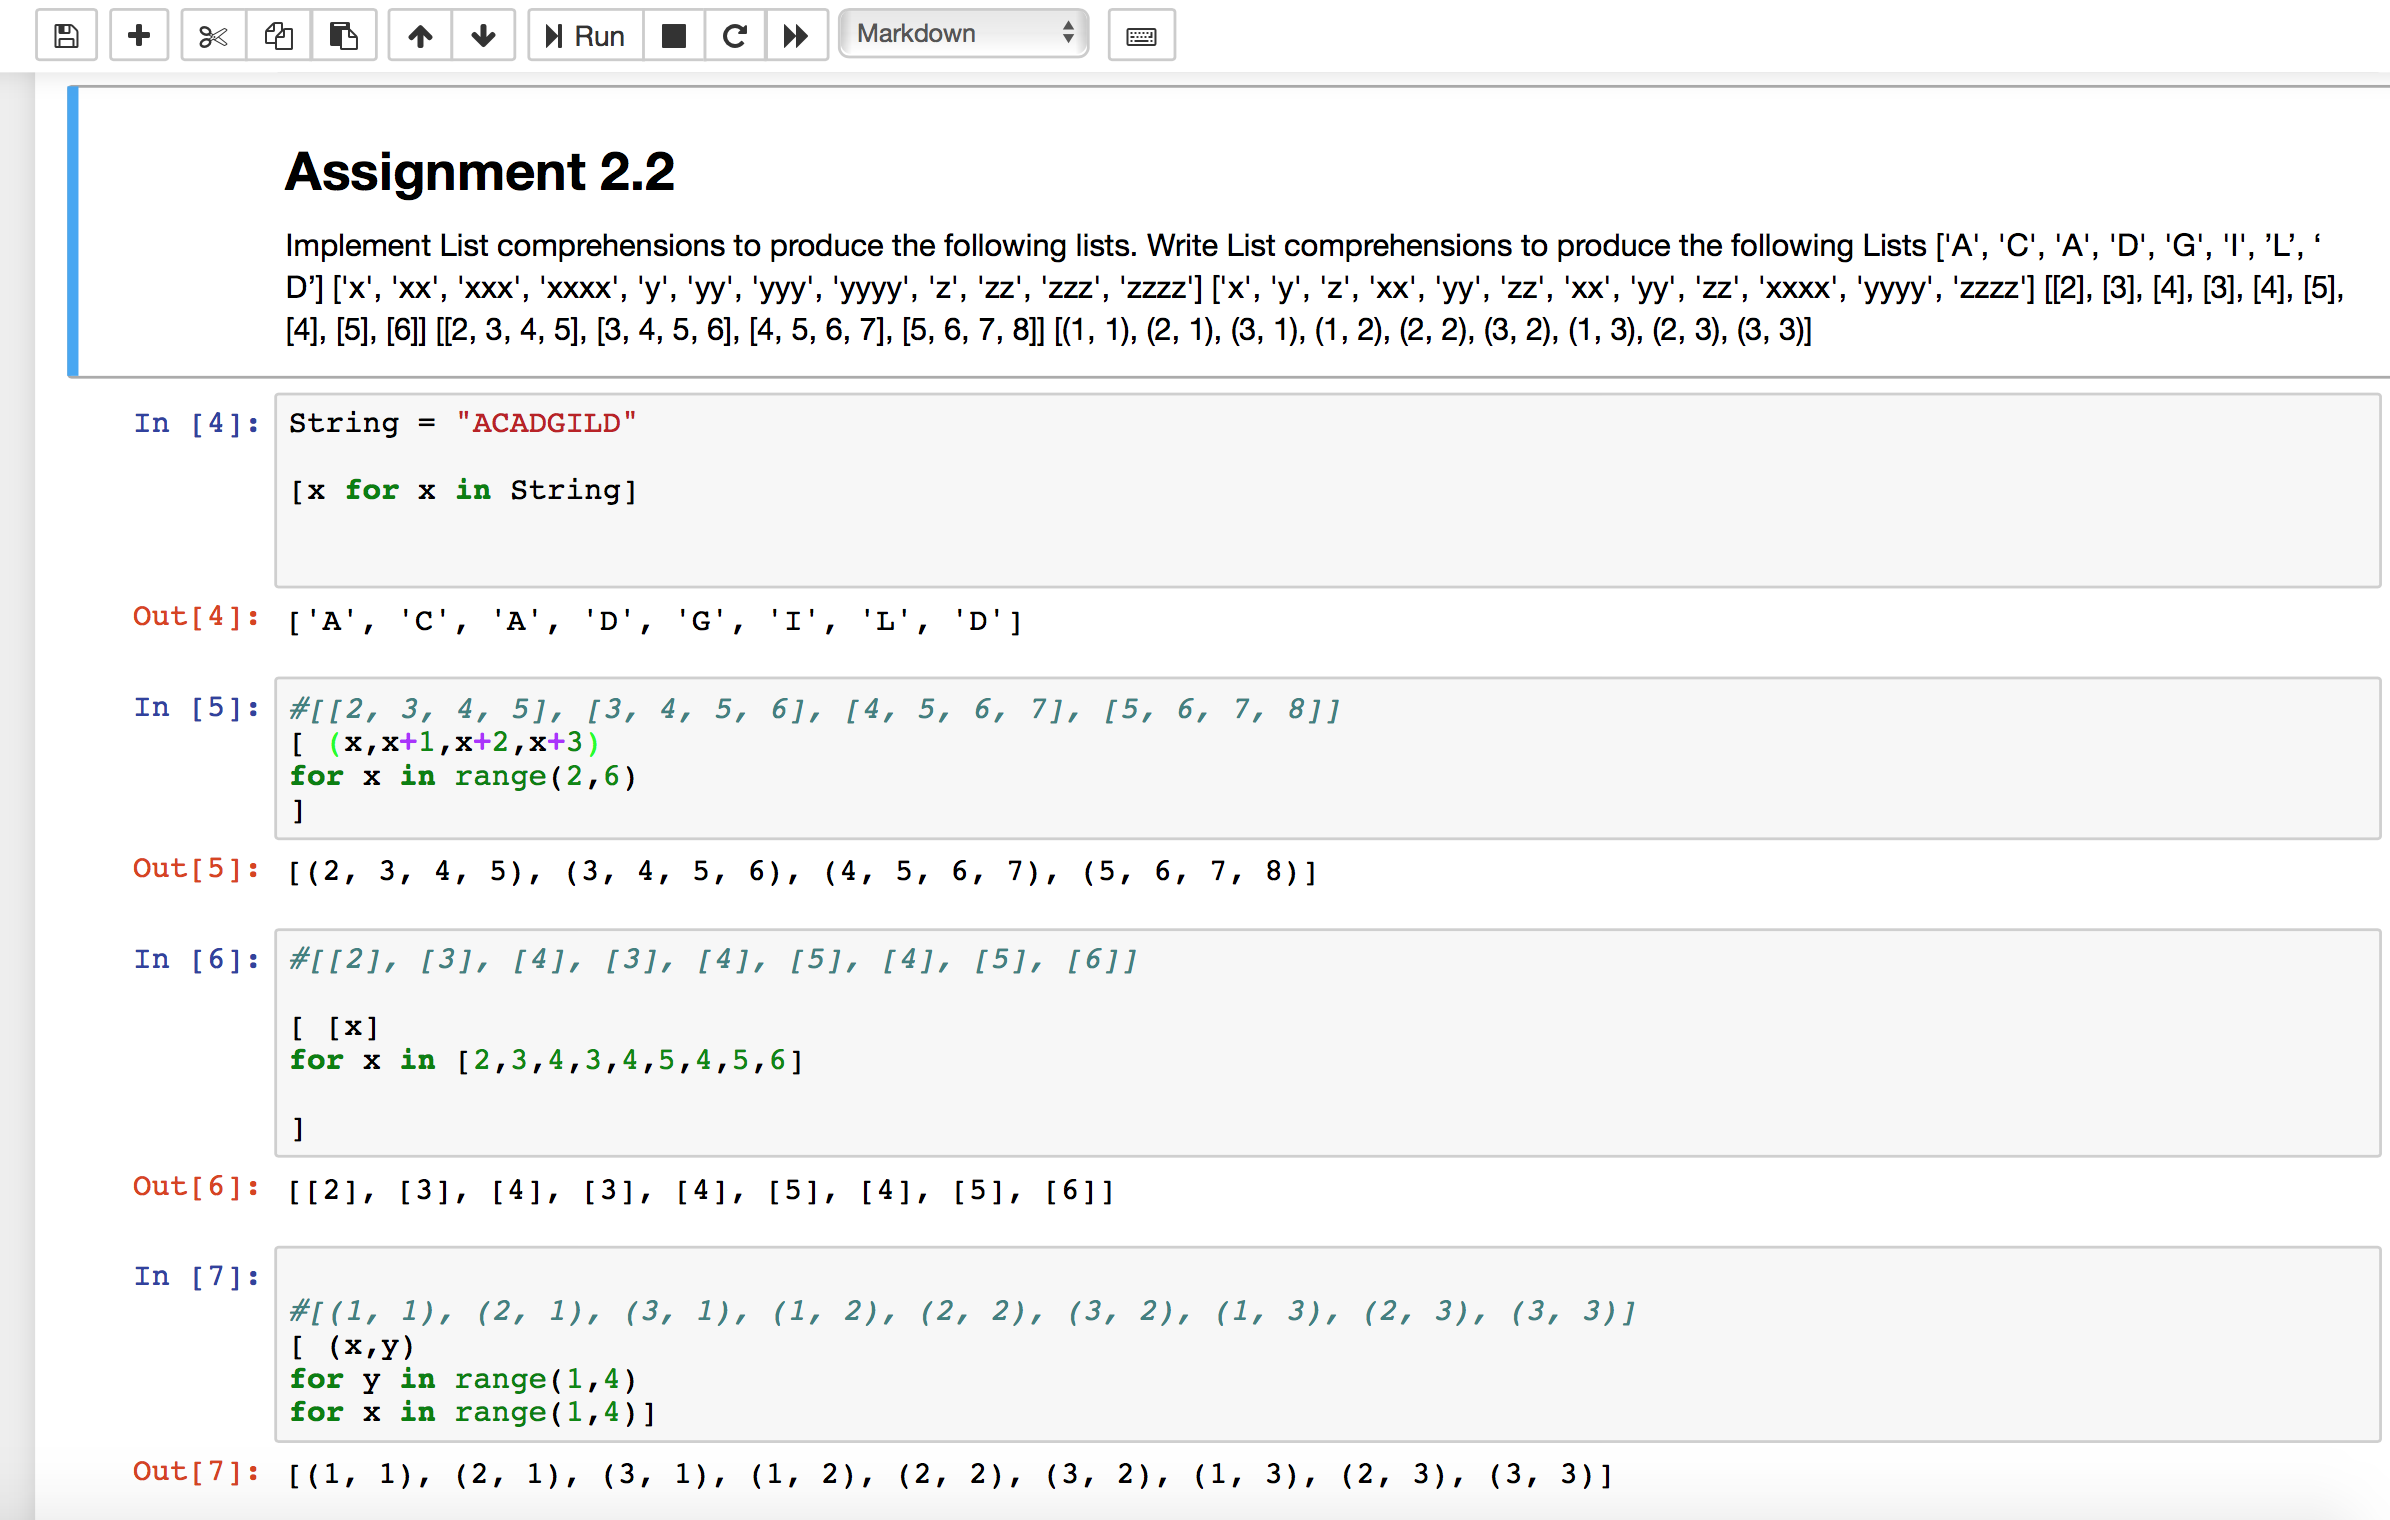 Run
Markdown
Assignment 2.2
Implement List comprehensions to produce the following lists. Write List comprehensions to produce the following Lists ['A', 'C', 'A', 'D', 'G', 'I', ’L’, ‘
D’] ['x', 'xx', 'xxx', 'xxxx', 'y', 'yy', 'yyy', 'yyyy', 'z', 'zz', 'zzz', 'zzzz'] ['x', 'y', 'z', 'xx', 'yy', 'zz', 'xx', 'yy', 'zz', 'xxxx', 'yyyy', 'zzzz'] [[2], [3], [4], [3], [4], [5],
[4], [5], [6]] [[2, 3, 4, 5], [3, 4, 5, 6], [4, 5, 6, 7], [5, 6, 7, 8]] [(1, 1), (2, 1), (3, 1), (1, 2), (2, 2), (3, 2), (1, 3), (2, 3), (3, 3)]
In [4]: String = "ACADGILD"
[x for x in String]
Out[4]: ['A', 'C', 'A', 'D', 'G', 'I', 'L', 'D']
In [5]: #[[2, 3, 4, 5], [3, 4, 5, 6], [4, 5, 6, 7], [5, 6, 7, 8]]
[ (x,x+1,x+2,x+3)
for x in range(2,6)
]
Out[5]: [(2, 3, 4, 5), (3, 4, 5, 6), (4, 5, 6, 7), (5, 6, 7, 8)]
In [6]: #[[2], [3], [4], [3], [4], [5], [4], [5], [6]]
[ [x]
for x in [2,3,4,3,4,5,4,5,6]
]
Out[6]: [[2], [3], [4], [3], [4], [5], [4], [5], [6]]
In [7]:
#[(1, 1), (2, 1), (3, 1), (1, 2), (2, 2), (3, 2), (1, 3), (2, 3), (3, 3)]
[ (x,y)
for y in range(1,4)
for x in range(1,4)]
Out[7]: [(1, 1), (2, 1), (3, 1), (1, 2), (2, 2), (3, 2), (1, 3), (2, 3), (3, 3)]